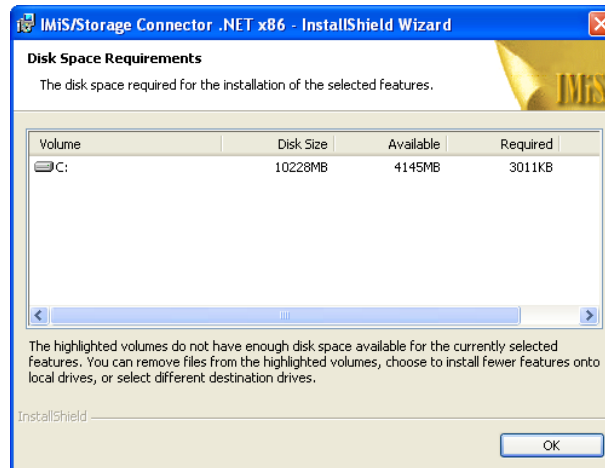 IMiS/Storage Connector .NET x86 - InstallShield Wizard
Disk Space Requirements
The disk space required for the installation of the selected features.
IMiS
Volume Disk Size Available Required
C: 10228MB 4145MB 3011KB
The highlighted volumes do not have enough disk space available for the currently selected
features. You can remove files from the highlighted volumes, choose to install fewer features onto
local drives, or select different destination drives.
InstallShield
OK